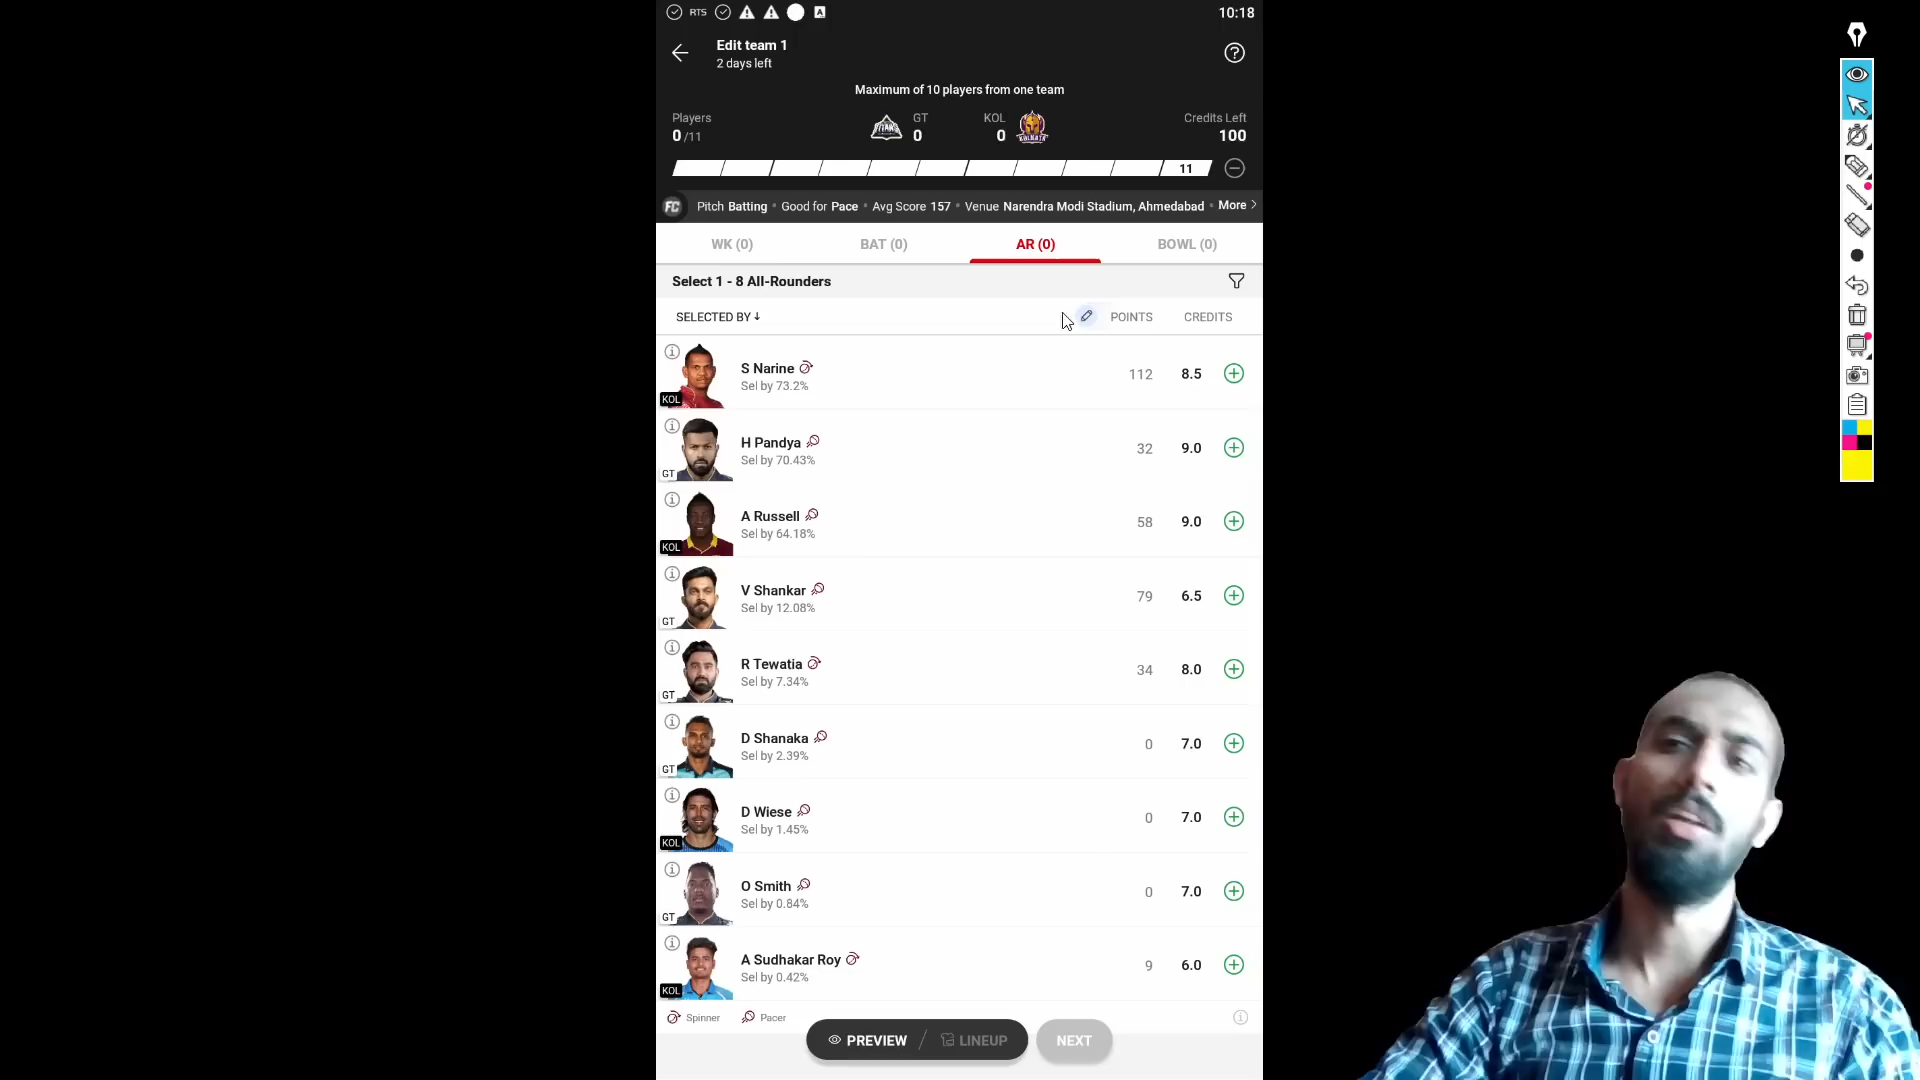 RTS
A
10:18
Edit team 1
2 days left
Maximum of 10 players from one team
Players
0 /11
TITANS
GT
0
KOL
0
Credits Left
100
11
FC Pitch Batting • Good for Pace • Avg Score 157 • Venue Narendra Modi Stadium, Ahmedabad • More
WK (0) BAT (0) AR (0) BOWL (0)
Select 1 - 8 All-Rounders
SELECTED BY POINTS CREDITS
S Narine
Sel by 73.2%
KOL
112 8.5
H Pandya
Sel by 70.43%
GT
32 9.0
A Russell
Sel by 64.18%
KOL
58 9.0
V Shankar
Sel by 12.08%
GT
79 6.5
R Tewatia
Sel by 7.34%
GT
34 8.0
D Shanaka
Sel by 2.39%
GT
0 7.0
D Wiese
Sel by 1.45%
KOL
0 7.0
O Smith
Sel by 0.84%
GT
0 7.0
A Sudhakar Roy
Sel by 0.42%
KOL
9 6.0
Spinner Pacer
PREVIEW / LINEUP NEXT